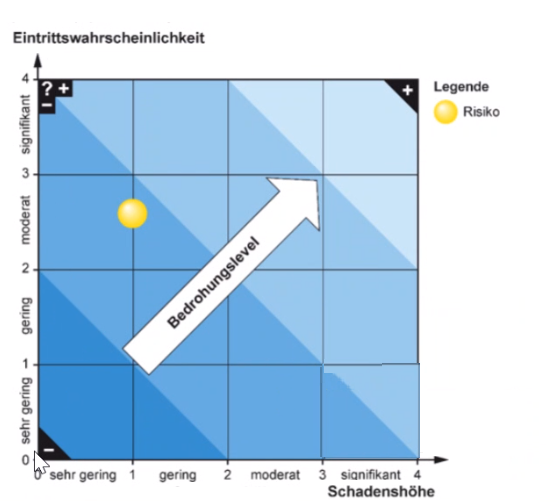 Eintrittswahrscheinlichkeit
4
? +
–
+
Legende
Risiko
signifikant
3
moderat
2
gering
1
sehr gering
0
Bedrohungslevel
–
0 sehr gering 1 gering 2 moderat 3 signifikant 4
Schadenshöhe